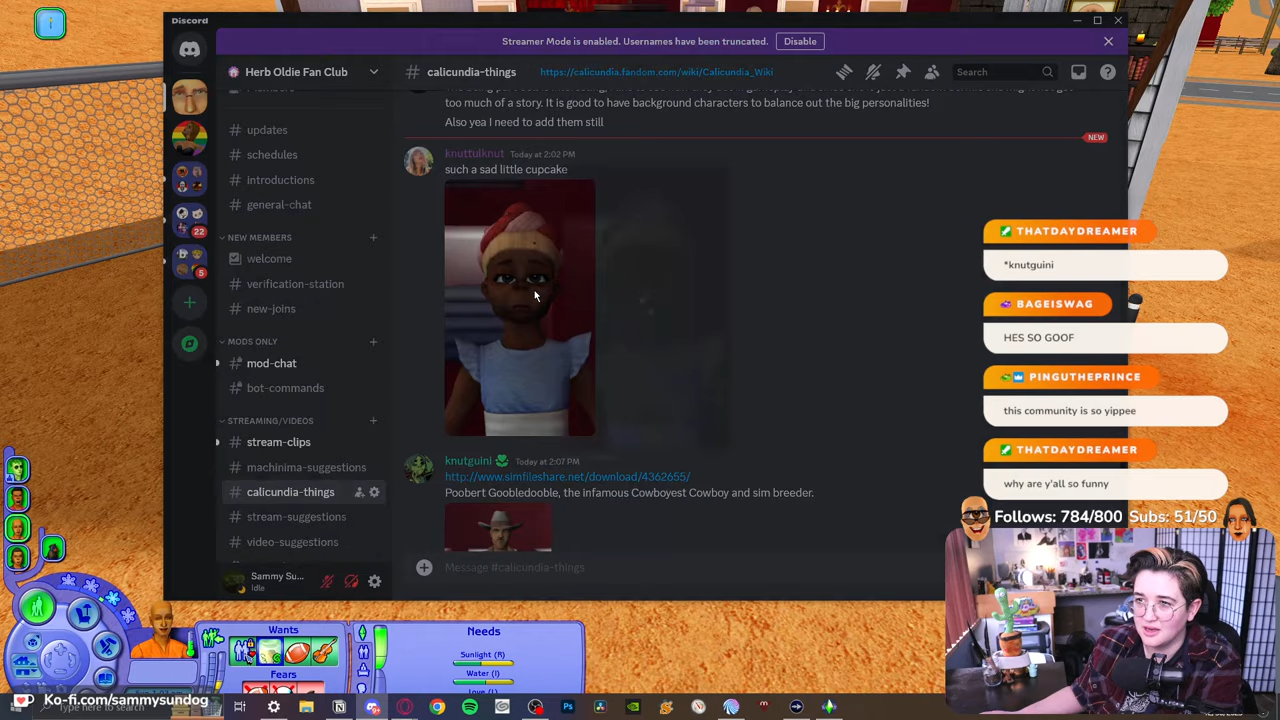 Discord
Streamer Mode is enabled. Usernames have been truncated.
Disable
Herb Oldie Fan Club
calicundia-things
https://calicundia.fandom.com/wiki/Calicundia_Wiki
Search
too much of a story. It is good to have background characters to balance out the big personalities!
Also yea I need to add them still
NEW
updates
schedules
introductions
general-chat
NEW MEMBERS
welcome
verification-station
new-joins
MODS ONLY
mod-chat
bot-commands
STREAMING/VIDEOS
stream-clips
machinima-suggestions
calicundia-things
stream-suggestions
video-suggestions
22
5
Sammy Su...
Idle
knuttulknut Today at 2:02 PM
such a sad little cupcake
knutguini Today at 2:07 PM
http://www.simfileshare.net/download/4362655/
Poobert Goobledooble, the infamous Cowboyest Cowboy and sim breeder.
Message #calicundia-things
THATDAYDREAMER
*knutguini
BAGEISWAG
HES SO GOOF
PINGUTHEPRINCE
this community is so yippee
THATDAYDREAMER
why are y'all so funny
Follows: 784/800 Subs: 51/50
Wants
Fears
Needs
Sunlight (R)
Water (I)
Love (L)
Ko-fi.com/sammysundog